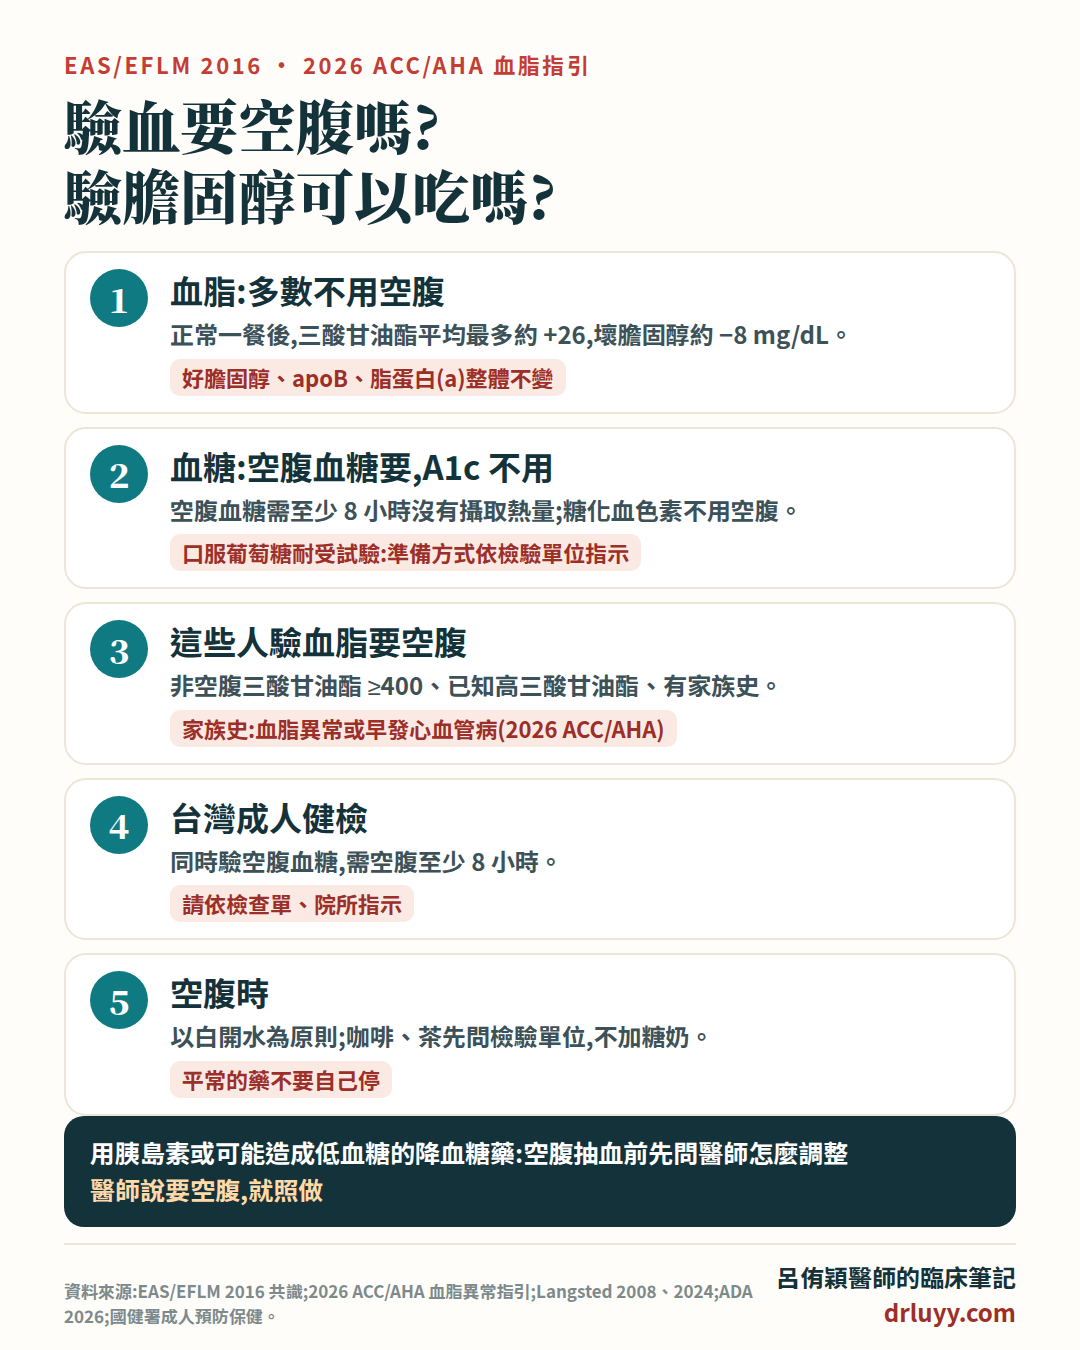 EAS/EFLM 2016 · 2026 ACC/AHA 血脂指引
驗血要空腹嗎?
驗膽固醇可以吃嗎?
1
血脂:多數不用空腹
正常一餐後,三酸甘油酯平均最多約 +26,壞膽固醇約 −8 mg/dL。
好膽固醇、apoB、脂蛋白(a)整體不變
2
血糖:空腹血糖要,A1c 不用
空腹血糖需至少 8 小時沒有攝取熱量;糖化血色素不用空腹。
口服葡萄糖耐受試驗:準備方式依檢驗單位指示
3
這些人驗血脂要空腹
非空腹三酸甘油酯 ≥400、已知高三酸甘油酯、有家族史。
家族史:血脂異常或早發心血管病(2026 ACC/AHA)
4
台灣成人健檢
同時驗空腹血糖,需空腹至少 8 小時。
請依檢查單、院所指示
5
空腹時
以白開水為原則;咖啡、茶先問檢驗單位,不加糖奶。
平常的藥不要自己停
用胰島素或可能造成低血糖的降血糖藥:空腹抽血前先問醫師怎麼調整
醫師說要空腹,就照做
資料來源:EAS/EFLM 2016 共識;2026 ACC/AHA 血脂異常指引;Langsted 2008、2024;ADA
2026;國健署成人預防保健。
呂侑穎醫師的臨床筆記
drluyy.com